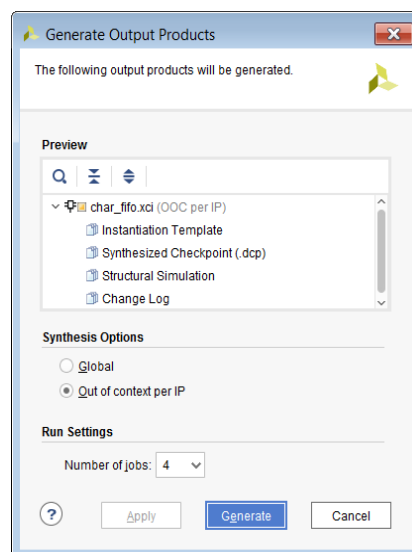 Generate Output Products
The following output products will be generated.
Preview
char_fifo.xci (OOC per IP)
Instantiation Template
Synthesized Checkpoint (.dcp)
Structural Simulation
Change Log
Synthesis Options
Global
Out of context per IP
Run Settings
Number of jobs: 4
? Apply Generate Cancel